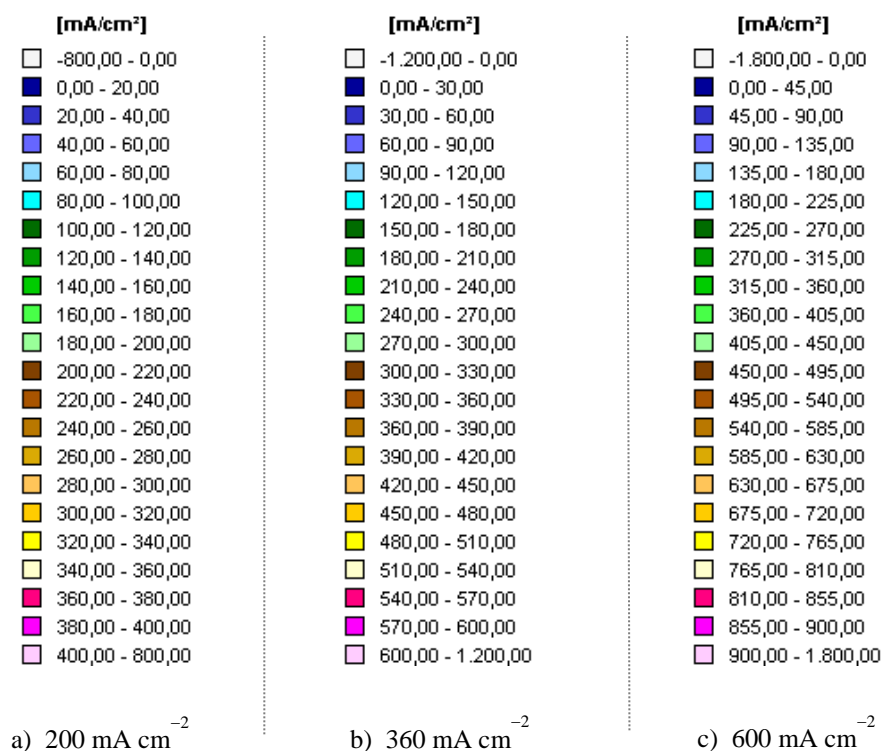 [mA/cm²]
-800,00 - 0,00
0,00 - 20,00
20,00 - 40,00
40,00 - 60,00
60,00 - 80,00
80,00 - 100,00
100,00 - 120,00
120,00 - 140,00
140,00 - 160,00
160,00 - 180,00
180,00 - 200,00
200,00 - 220,00
220,00 - 240,00
240,00 - 260,00
260,00 - 280,00
280,00 - 300,00
300,00 - 320,00
320,00 - 340,00
340,00 - 360,00
360,00 - 380,00
380,00 - 400,00
400,00 - 800,00
a) 200 mA cm⁻²
[mA/cm²]
-1.200,00 - 0,00
0,00 - 30,00
30,00 - 60,00
60,00 - 90,00
90,00 - 120,00
120,00 - 150,00
150,00 - 180,00
180,00 - 210,00
210,00 - 240,00
240,00 - 270,00
270,00 - 300,00
300,00 - 330,00
330,00 - 360,00
360,00 - 390,00
390,00 - 420,00
420,00 - 450,00
450,00 - 480,00
480,00 - 510,00
510,00 - 540,00
540,00 - 570,00
570,00 - 600,00
600,00 - 1.200,00
b) 360 mA cm⁻²
[mA/cm²]
-1.800,00 - 0,00
0,00 - 45,00
45,00 - 90,00
90,00 - 135,00
135,00 - 180,00
180,00 - 225,00
225,00 - 270,00
270,00 - 315,00
315,00 - 360,00
360,00 - 405,00
405,00 - 450,00
450,00 - 495,00
495,00 - 540,00
540,00 - 585,00
585,00 - 630,00
630,00 - 675,00
675,00 - 720,00
720,00 - 765,00
765,00 - 810,00
810,00 - 855,00
855,00 - 900,00
900,00 - 1.800,00
c) 600 mA cm⁻²